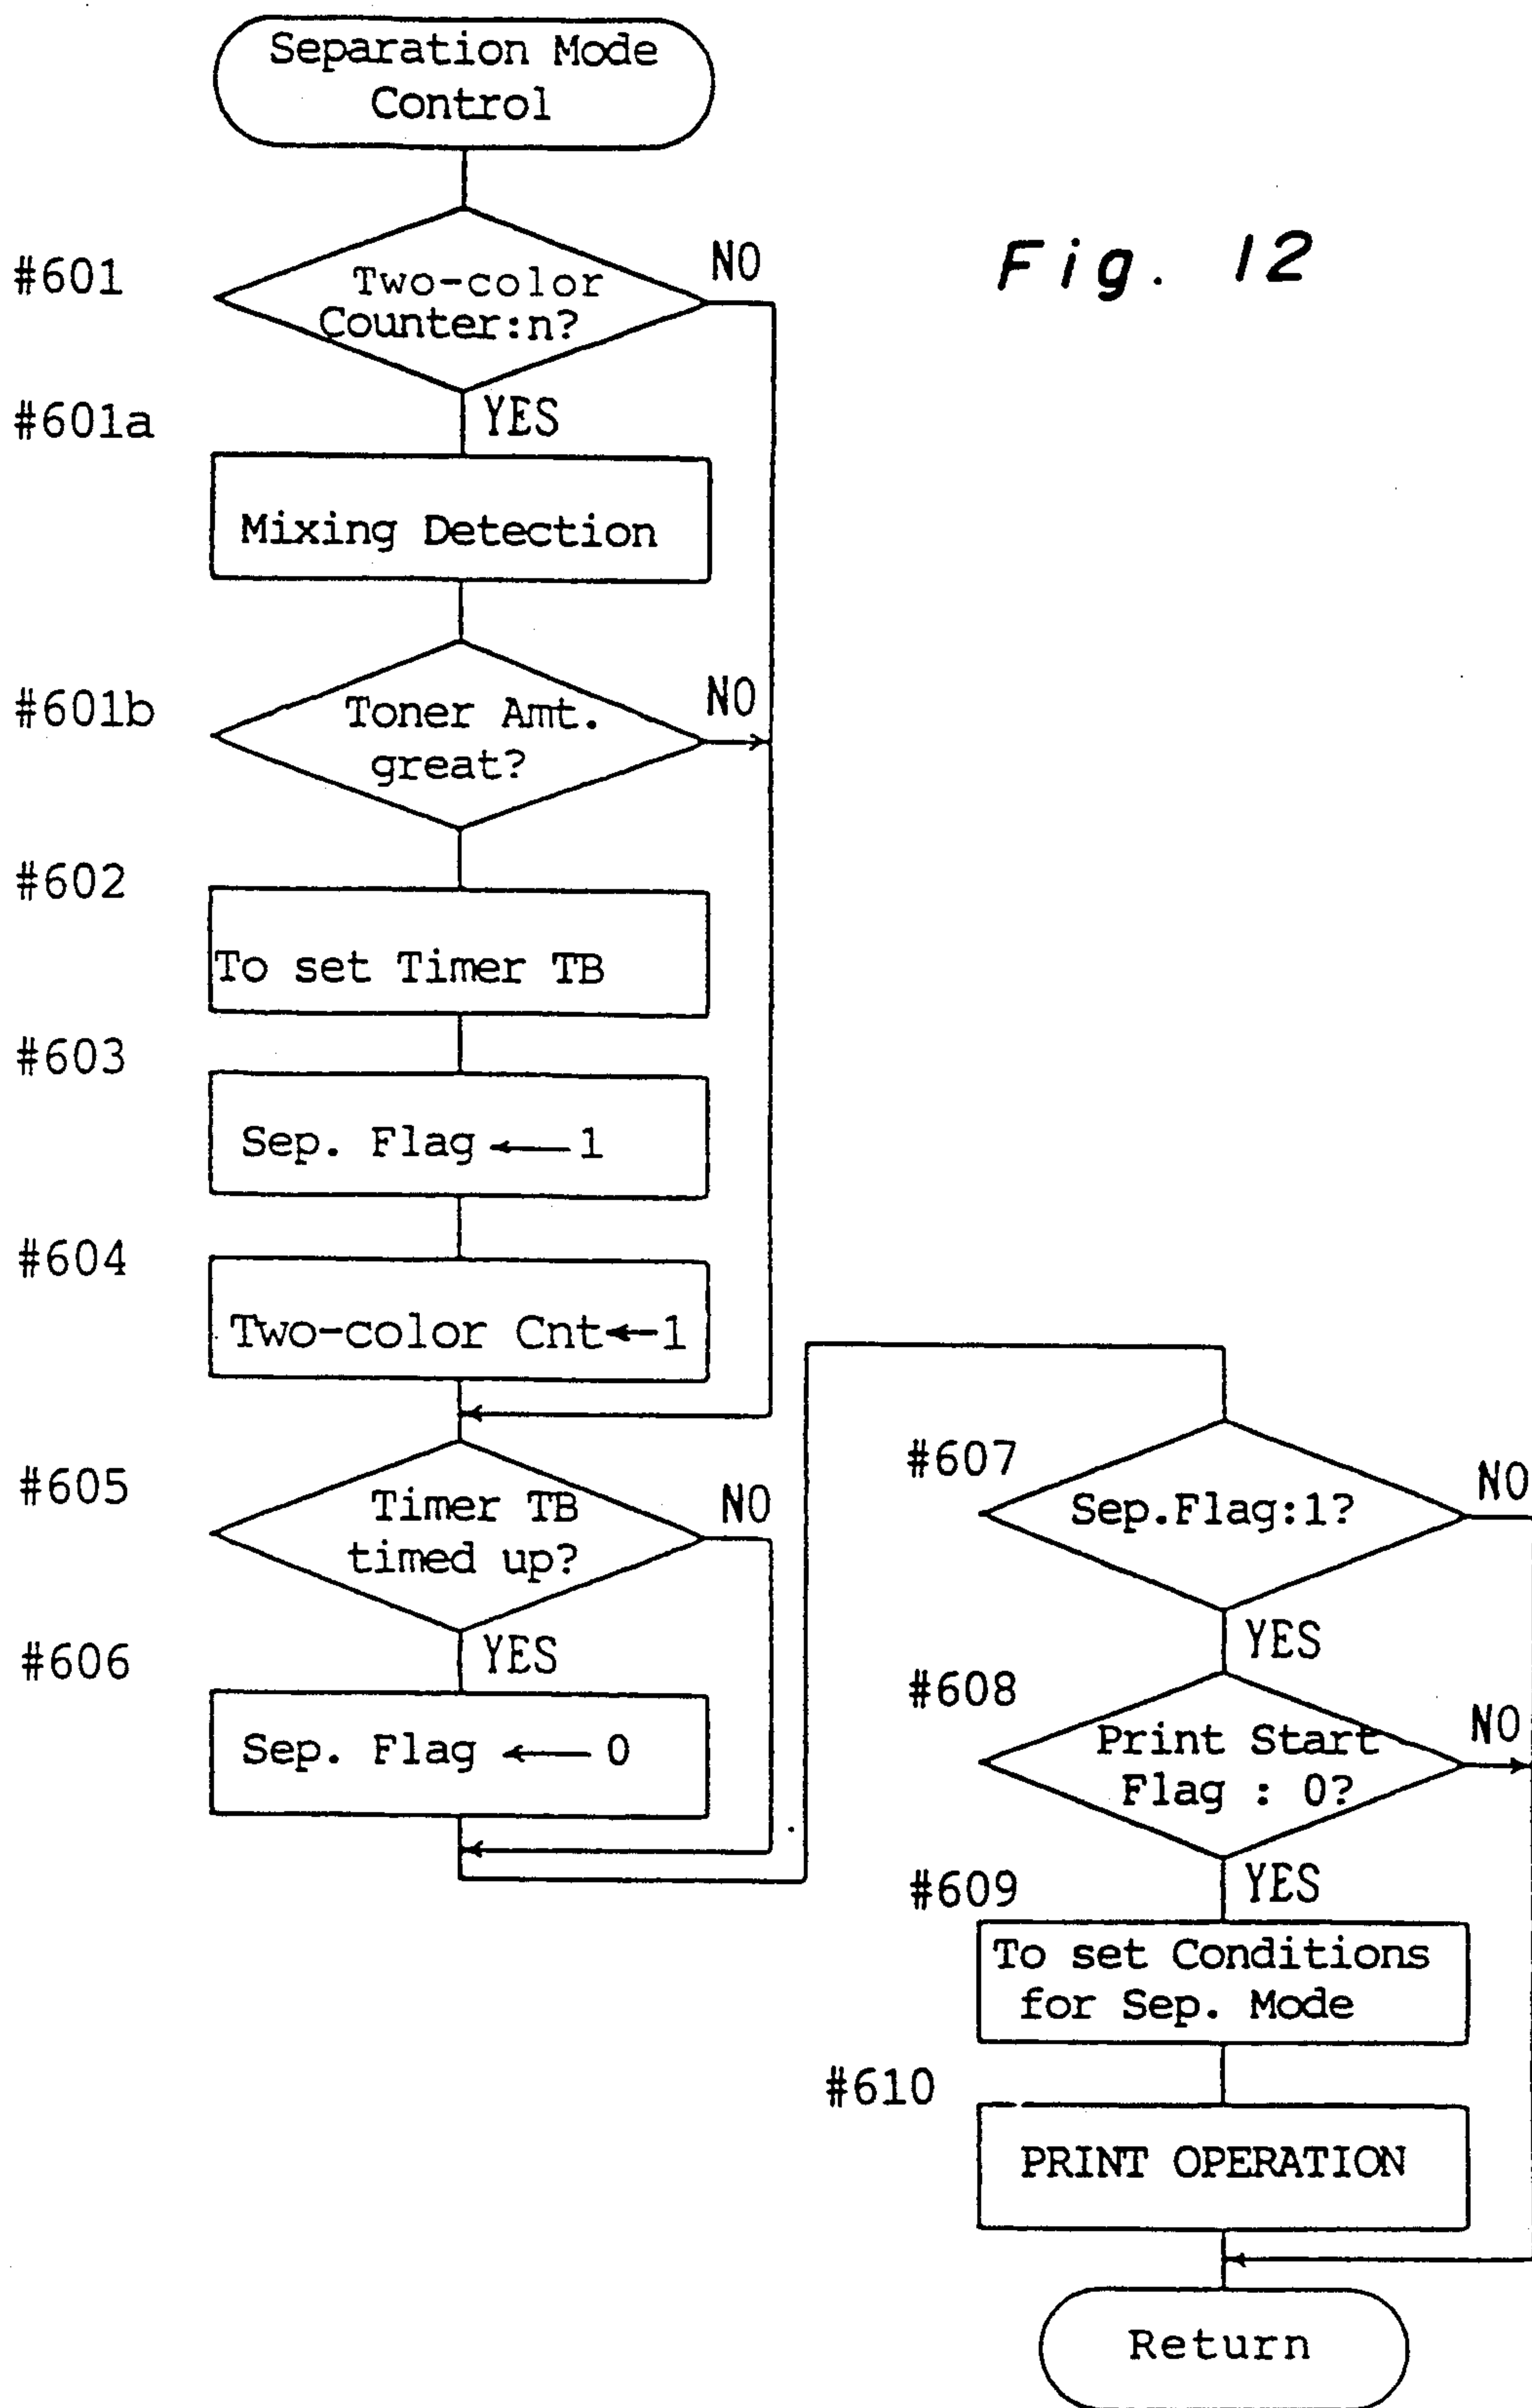 Separation Mode
Control
Fig. 12
#601
Two-color
Counter:n?
NO
#601a
YES
Mixing Detection
#601b
Toner Amt.
great?
NO
#602
To set Timer TB
#603
Sep. Flag ← 1
#604
Two-color Cnt←1
#605
Timer TB
timed up?
NO
YES
#606
Sep. Flag ← 0
#607
Sep.Flag:1?
NO
YES
#608
Print Start
Flag : 0?
NO
YES
#609
To set Conditions
for Sep. Mode
#610
PRINT OPERATION
Return